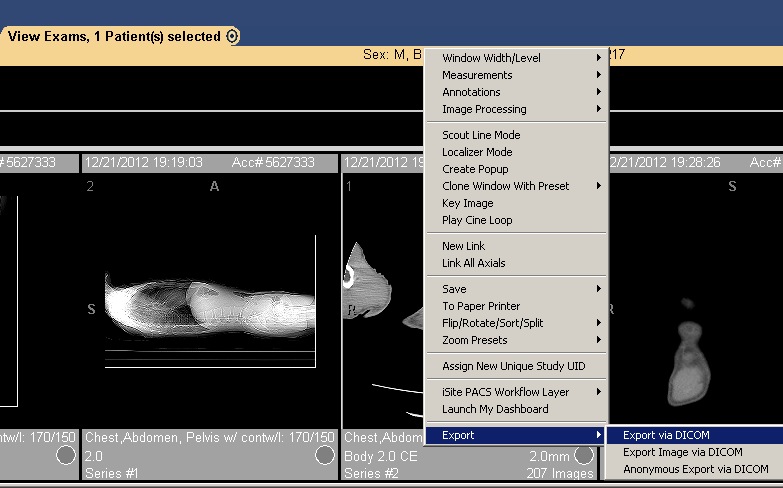 View Exams, 1 Patient(s) selected
Sex: M, B
R17
# 5627333
12/21/2012 19:19:03 Acc# 5627333
12/21/2012 19
2/21/2012 19:28:26 Acc#
2
A
S
1
R
S
R
Window Width/Level
Measurements
Annotations
Image Processing
Scout Line Mode
Localizer Mode
Create Popup
Clone Window With Preset
Key Image
Play Cine Loop
New Link
Link All Axials
Save
To Paper Printer
Flip/Rotate/Sort/Split
Zoom Presets
Assign New Unique Study UID
iSite PACS Workflow Layer
Launch My Dashboard
Export
Export via DICOM
Export Image via DICOM
Anonymous Export via DICOM
ntw/l: 170/150
Chest,Abdomen, Pelvis w/ contw/l: 170/150
2.0
Series #1
Chest,Abdom
Body 2.0 CE 2.0mm
Series #2 207 Images